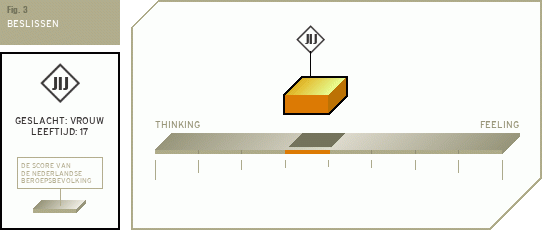 Fig. 3
BESLISSEN
JIJ
GESLACHT: VROUW
LEEFTIJD: 17
DE SCORE VAN
DE NEDERLANDSE
BEROEPSBEVOLKING
JIJ
THINKING
FEELING